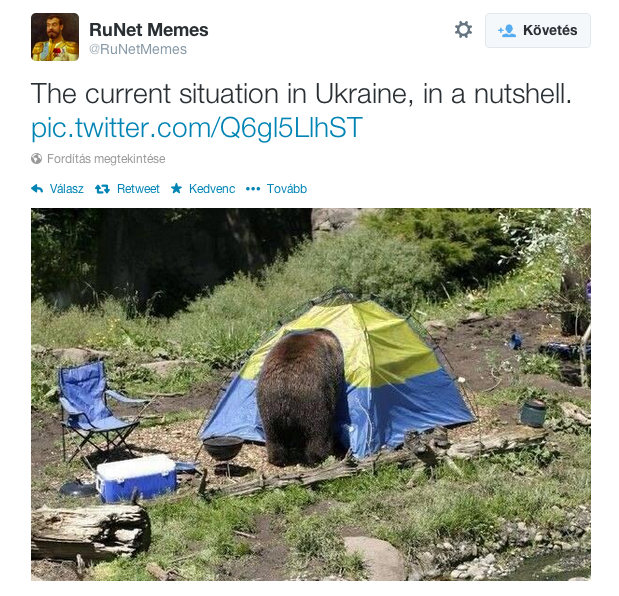 RuNet Memes
@RuNetMemes
Követés
The current situation in Ukraine, in a nutshell.
pic.twitter.com/Q6gl5LlhST
Fordítás megtekintése
Válasz Retweet Kedvenc Tovább